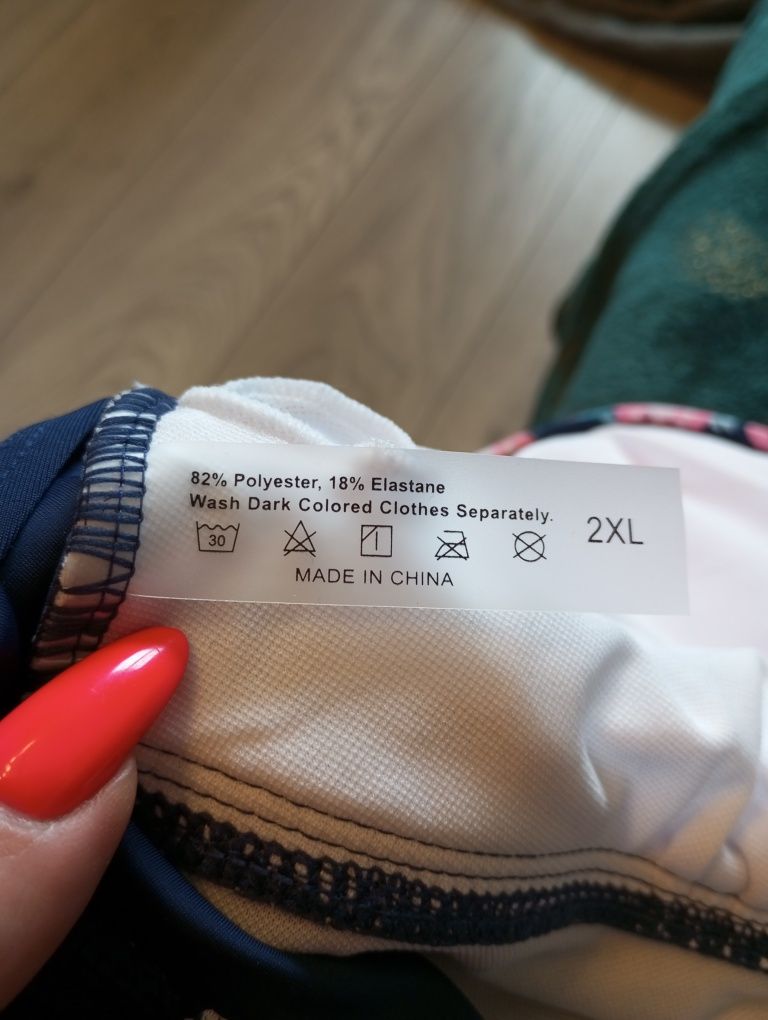 82% Polyester, 18% Elastane
Wash Dark Colored Clothes Separately.
30
2XL
MADE IN CHINA